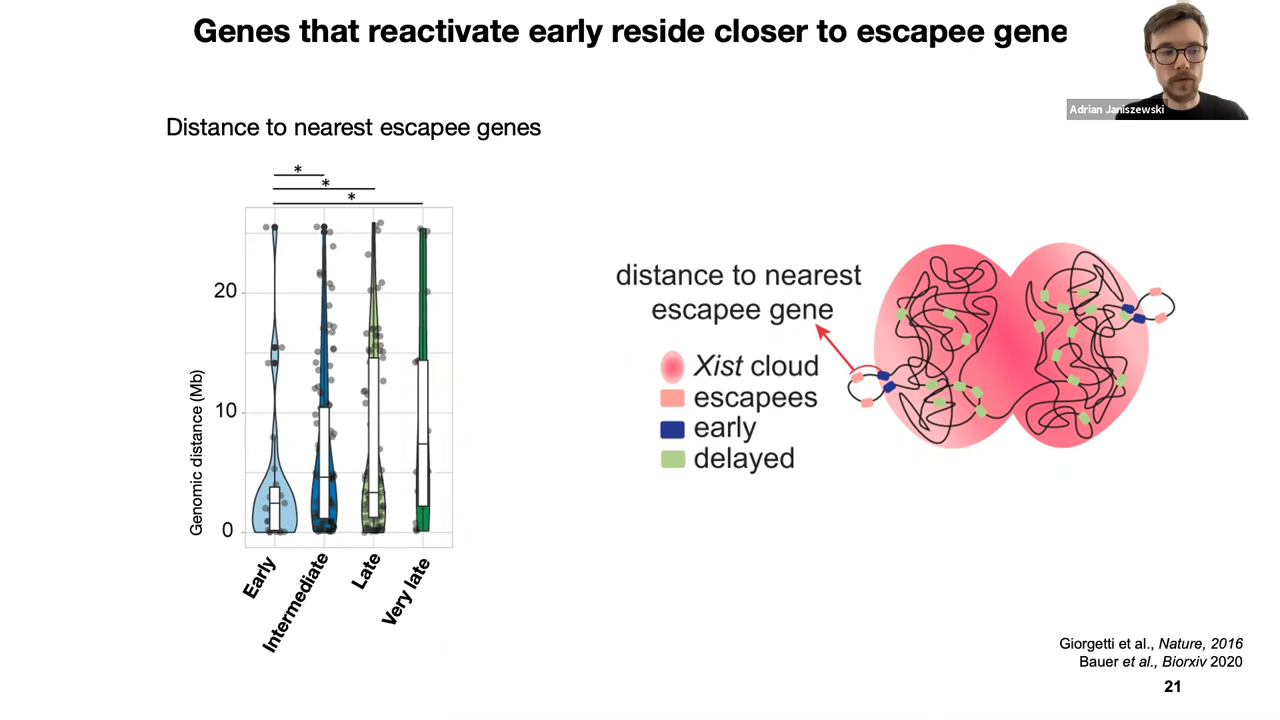 Genes that reactivate early reside closer to escapee gene
Adrian Janiszewski
Distance to nearest escapee genes
*
*
*
Genomic distance (Mb)
20
10
0
Early
Intermediate
Late
Very late
distance to nearest
escapee gene
Xist cloud
escapees
early
delayed
Giorgetti et al., Nature, 2016
Bauer et al., Biorxiv 2020
21